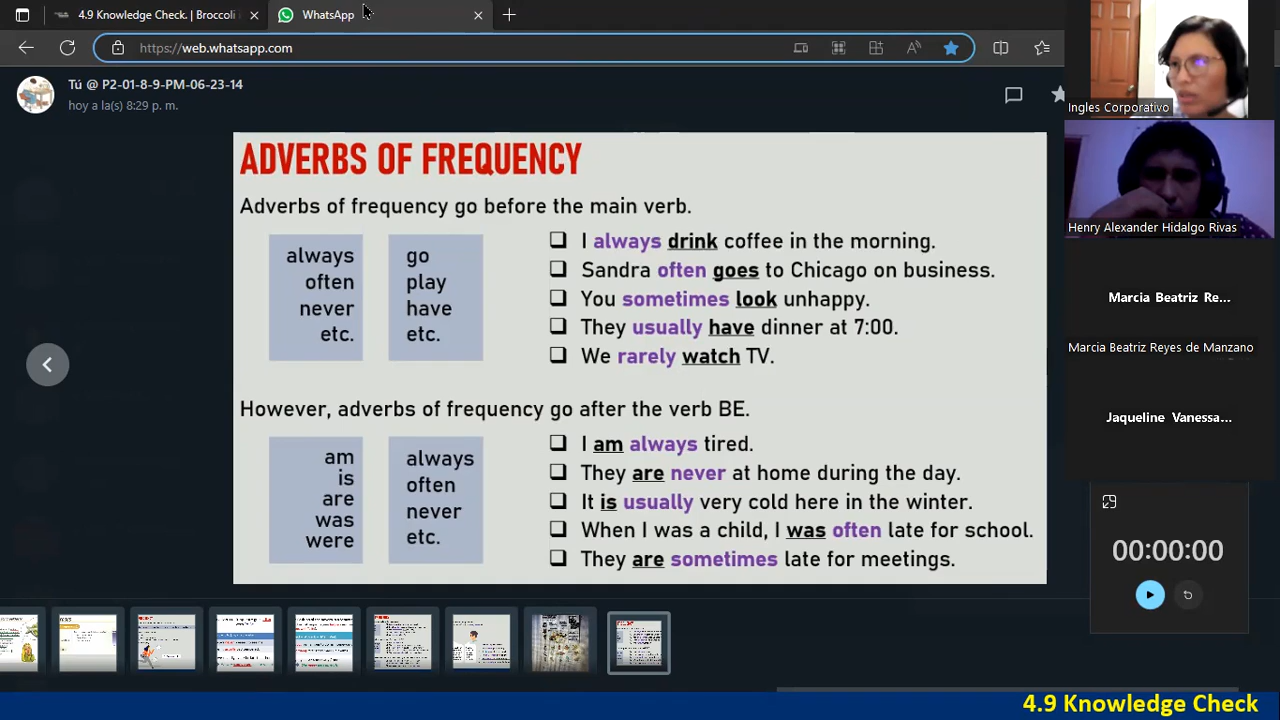 4.9 Knowledge Check. | Broccoli
WhatsApp
https://web.whatsapp.com
Tú @ P2-01-8-9-PM-06-23-14
hoy a la(s) 8:29 p. m.
ADVERBS OF FREQUENCY
Adverbs of frequency go before the main verb.
always
often
never
etc.
go
play
have
etc.
❑ I always drink coffee in the morning.
❑ Sandra often goes to Chicago on business.
❑ You sometimes look unhappy.
❑ They usually have dinner at 7:00.
❑ We rarely watch TV.
However, adverbs of frequency go after the verb BE.
am
is
are
was
were
always
often
never
etc.
❑ I am always tired.
❑ They are never at home during the day.
❑ It is usually very cold here in the winter.
❑ When I was a child, I was often late for school.
❑ They are sometimes late for meetings.
Ingles Corporativo
Henry Alexander Hidalgo Rivas
Marcia Beatriz Re...
Marcia Beatriz Reyes de Manzano
Jaqueline Vanessa...
00:00:00
4.9 Knowledge Check